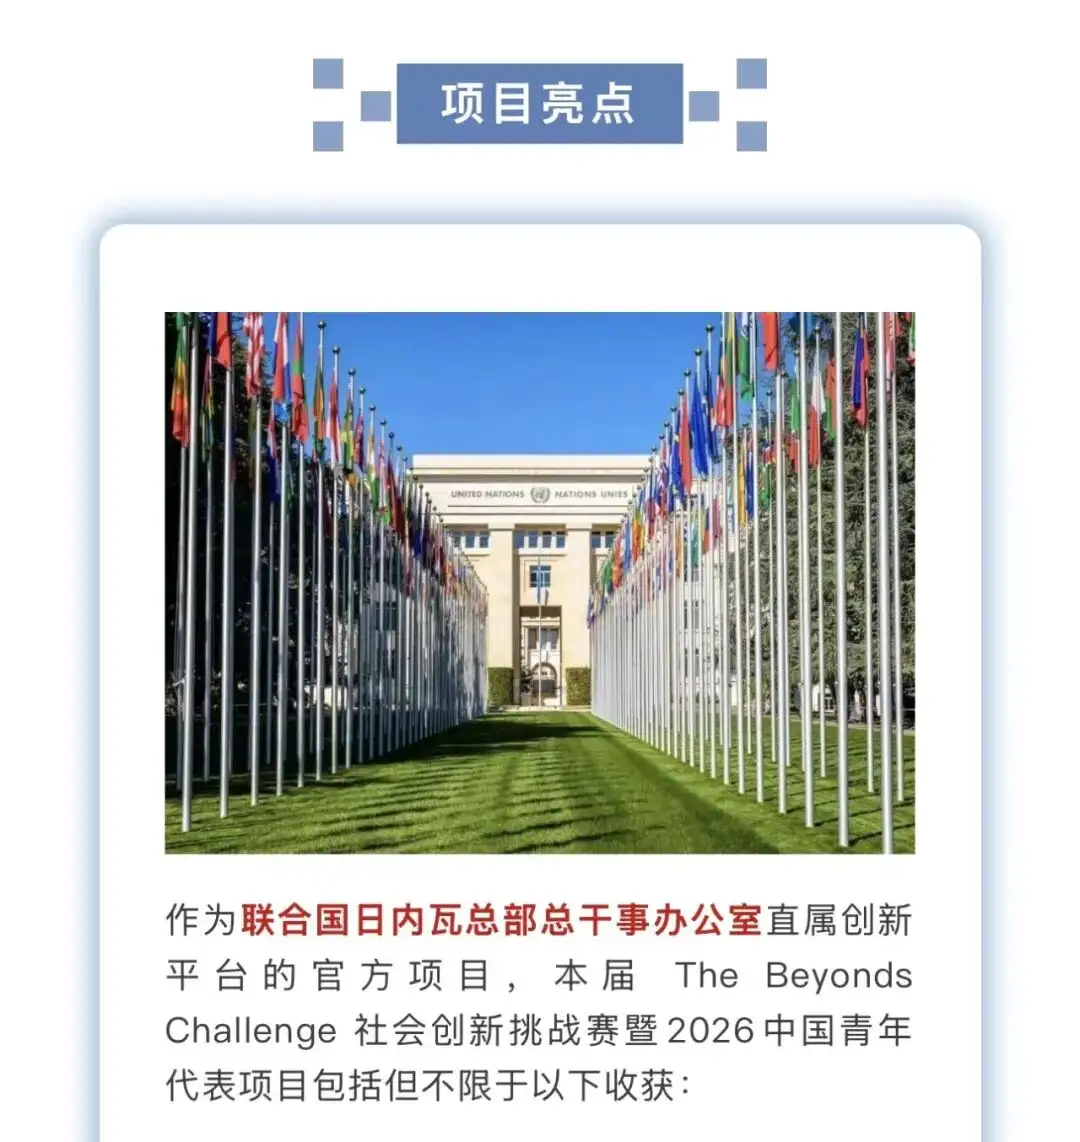 项目亮点
UNITED NATIONS NATIONS UNIES
作为联合国日内瓦总部总干事办公室直属创新
平台的官方项目，本届 The Beyonds
Challenge 社会创新挑战赛暨2026中国青年
代表项目包括但不限于以下收获：